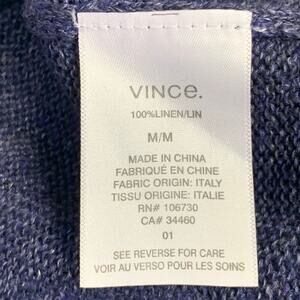 VINCE.
100%LINEN/LIN
M/M
MADE IN CHINA
FABRIQUÉ EN CHINE
FABRIC ORIGIN: ITALY
TISSU ORIGINE: ITALIE
RN# 106730
CA# 34460
01
SEE REVERSE FOR CARE
VOIR AU VERSO POUR LES SOINS